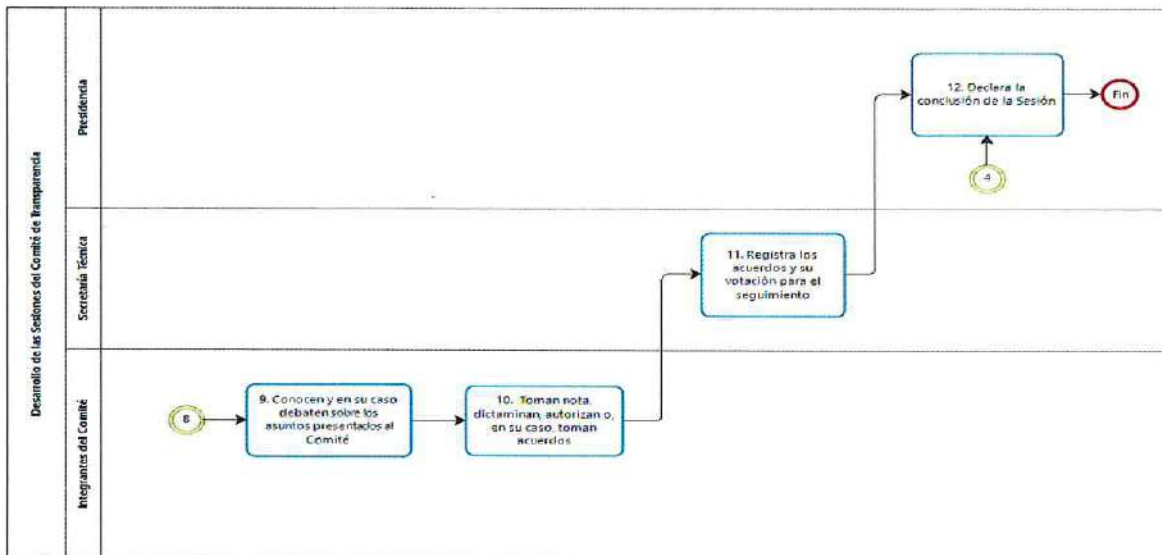 Desarrollo de las Sesiones del Comité de Transparencia
Presidencia
12. Declara la
conclusión de la Sesión
Fin
4
Secretaría Técnica
11. Registra los
acuerdos y su
votación para el
seguimiento
Integrantes del Comité
8
9. Conocen y en su caso
debaten sobre los
asuntos presentados al
Comité
10. Toman nota,
dictaminan, autorizan o,
en su caso, toman
acuerdos